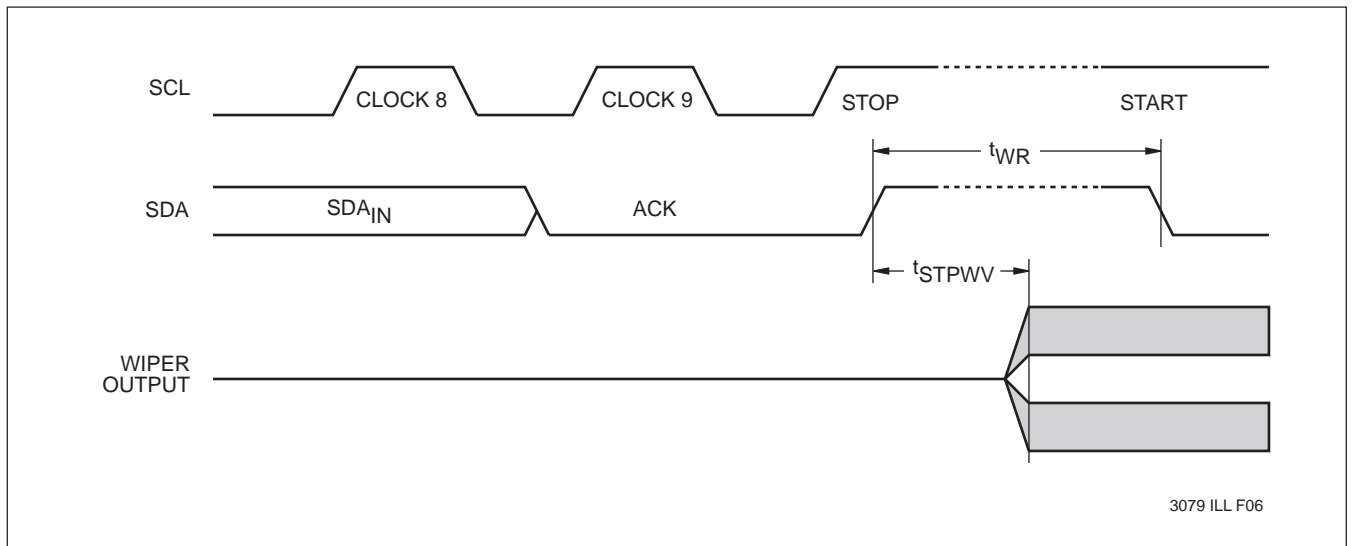 SCL
CLOCK 8
CLOCK 9
STOP
START
tWR
SDA
SDAIN
ACK
tSTPWV
WIPER
OUTPUT
3079 ILL F06